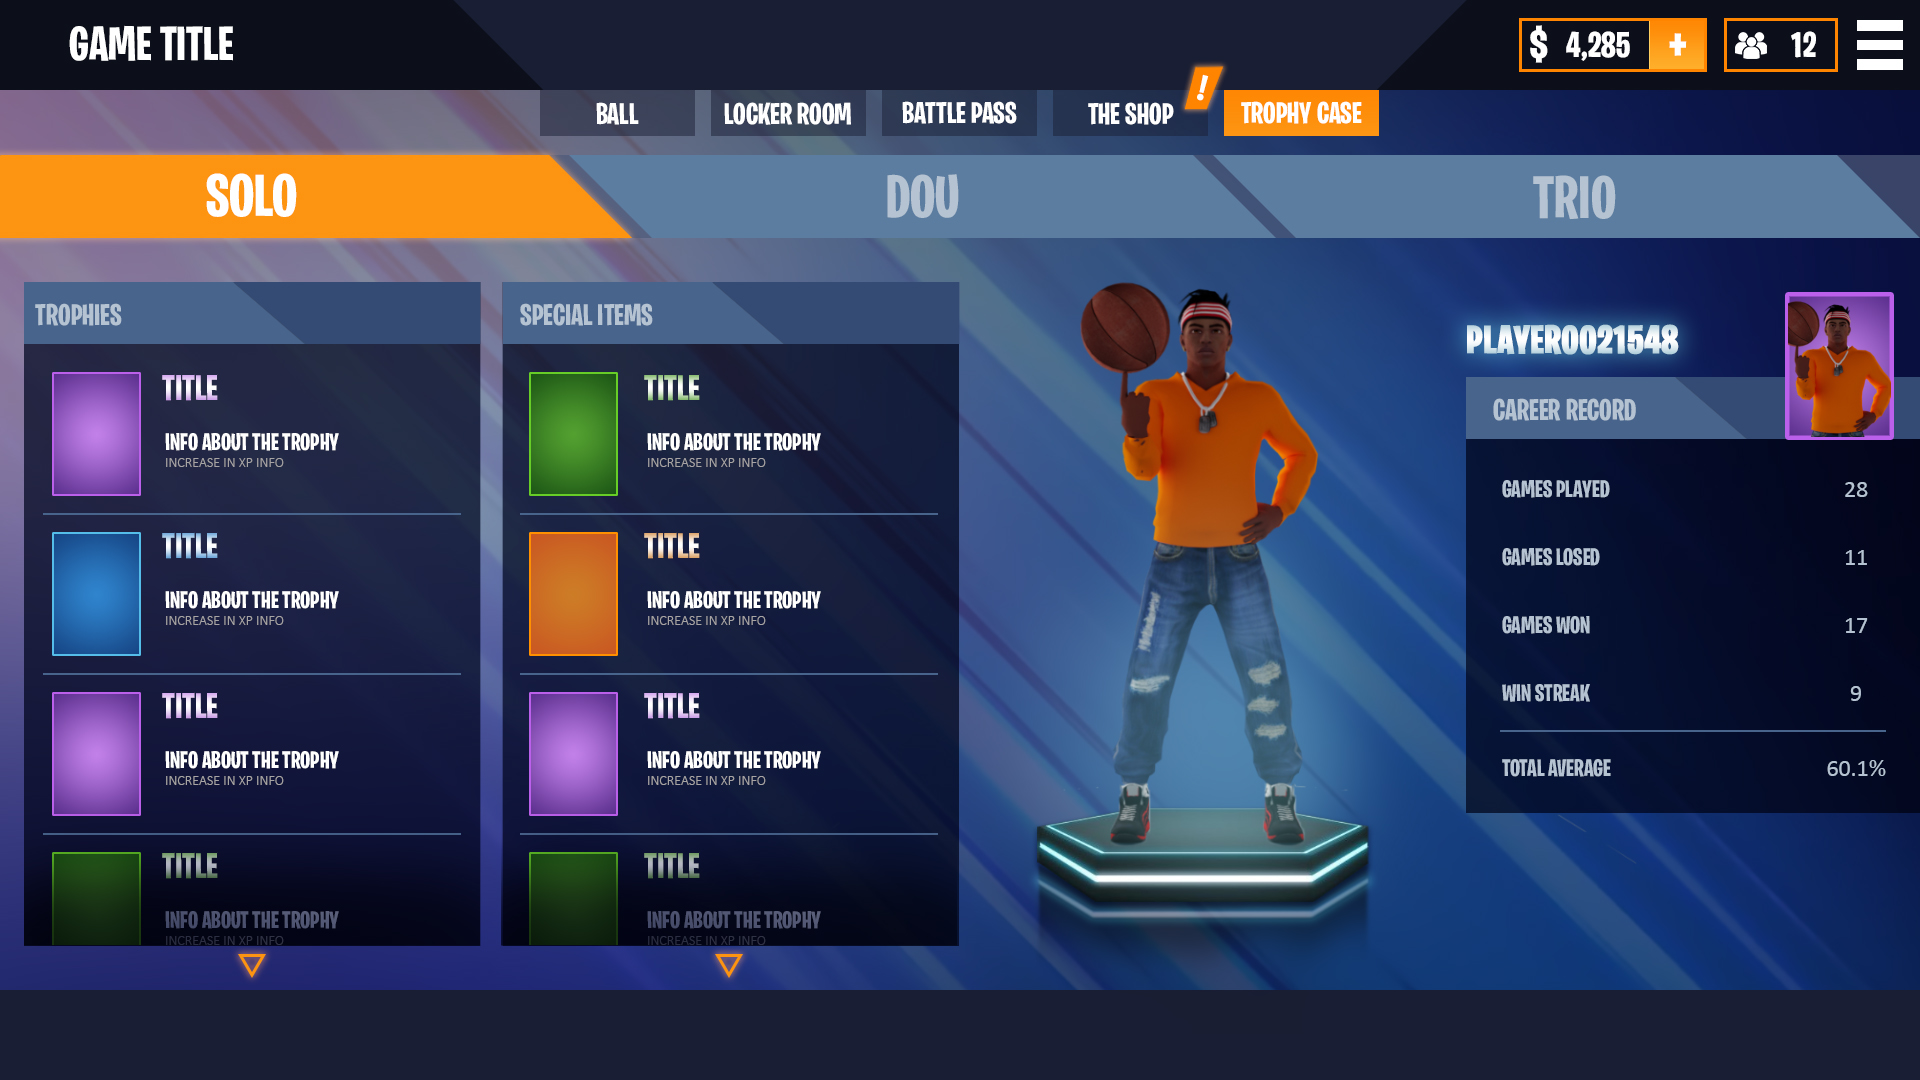 GAME TITLE
$ 4,285 +
12
BALL
LOCKER ROOM
BATTLE PASS
THE SHOP
!
TROPHY CASE
SOLO
DOU
TRIO
TROPHIES
TITLE
INFO ABOUT THE TROPHY
INCREASE IN XP INFO
TITLE
INFO ABOUT THE TROPHY
INCREASE IN XP INFO
TITLE
INFO ABOUT THE TROPHY
INCREASE IN XP INFO
TITLE
INFO ABOUT THE TROPHY
INCREASE IN XP INFO
SPECIAL ITEMS
TITLE
INFO ABOUT THE TROPHY
INCREASE IN XP INFO
TITLE
INFO ABOUT THE TROPHY
INCREASE IN XP INFO
TITLE
INFO ABOUT THE TROPHY
INCREASE IN XP INFO
TITLE
INFO ABOUT THE TROPHY
INCREASE IN XP INFO
PLAYER0021548
CAREER RECORD
GAMES PLAYED 28
GAMES LOSED 11
GAMES WON 17
WIN STREAK 9
TOTAL AVERAGE 60.1%